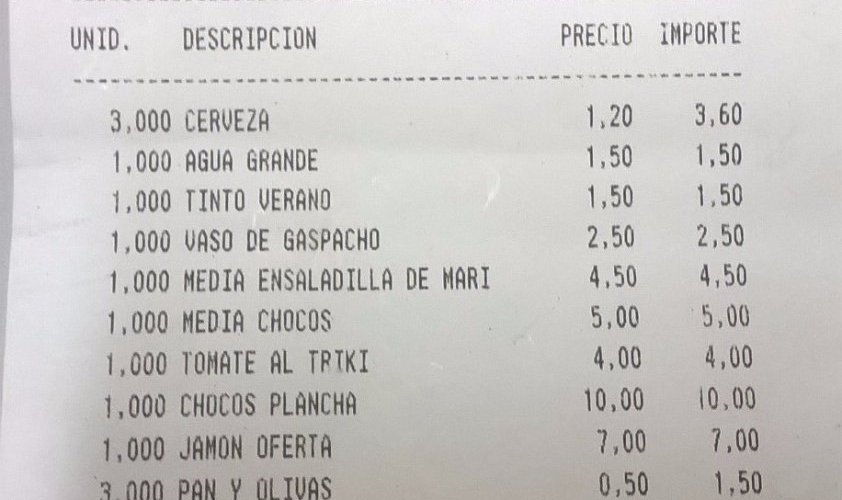 UNID. DESCRIPCION PRECIO IMPORTE
3,000 CERVEZA 1,20 3,60
1,000 AGUA GRANDE 1,50 1,50
1,000 TINTO VERANO 1,50 1,50
1,000 VASO DE GASPACHO 2,50 2,50
1,000 MEDIA ENSALADILLA DE MARI 4,50 4,50
1,000 MEDIA CHOCOS 5,00 5,00
1,000 TOMATE AL TRTKI 4,00 4,00
1,000 CHOCOS PLANCHA 10,00 10,00
1,000 JAMON OFERTA 7,00 7,00
3,000 PAN Y OLIVAS 0,50 1,50